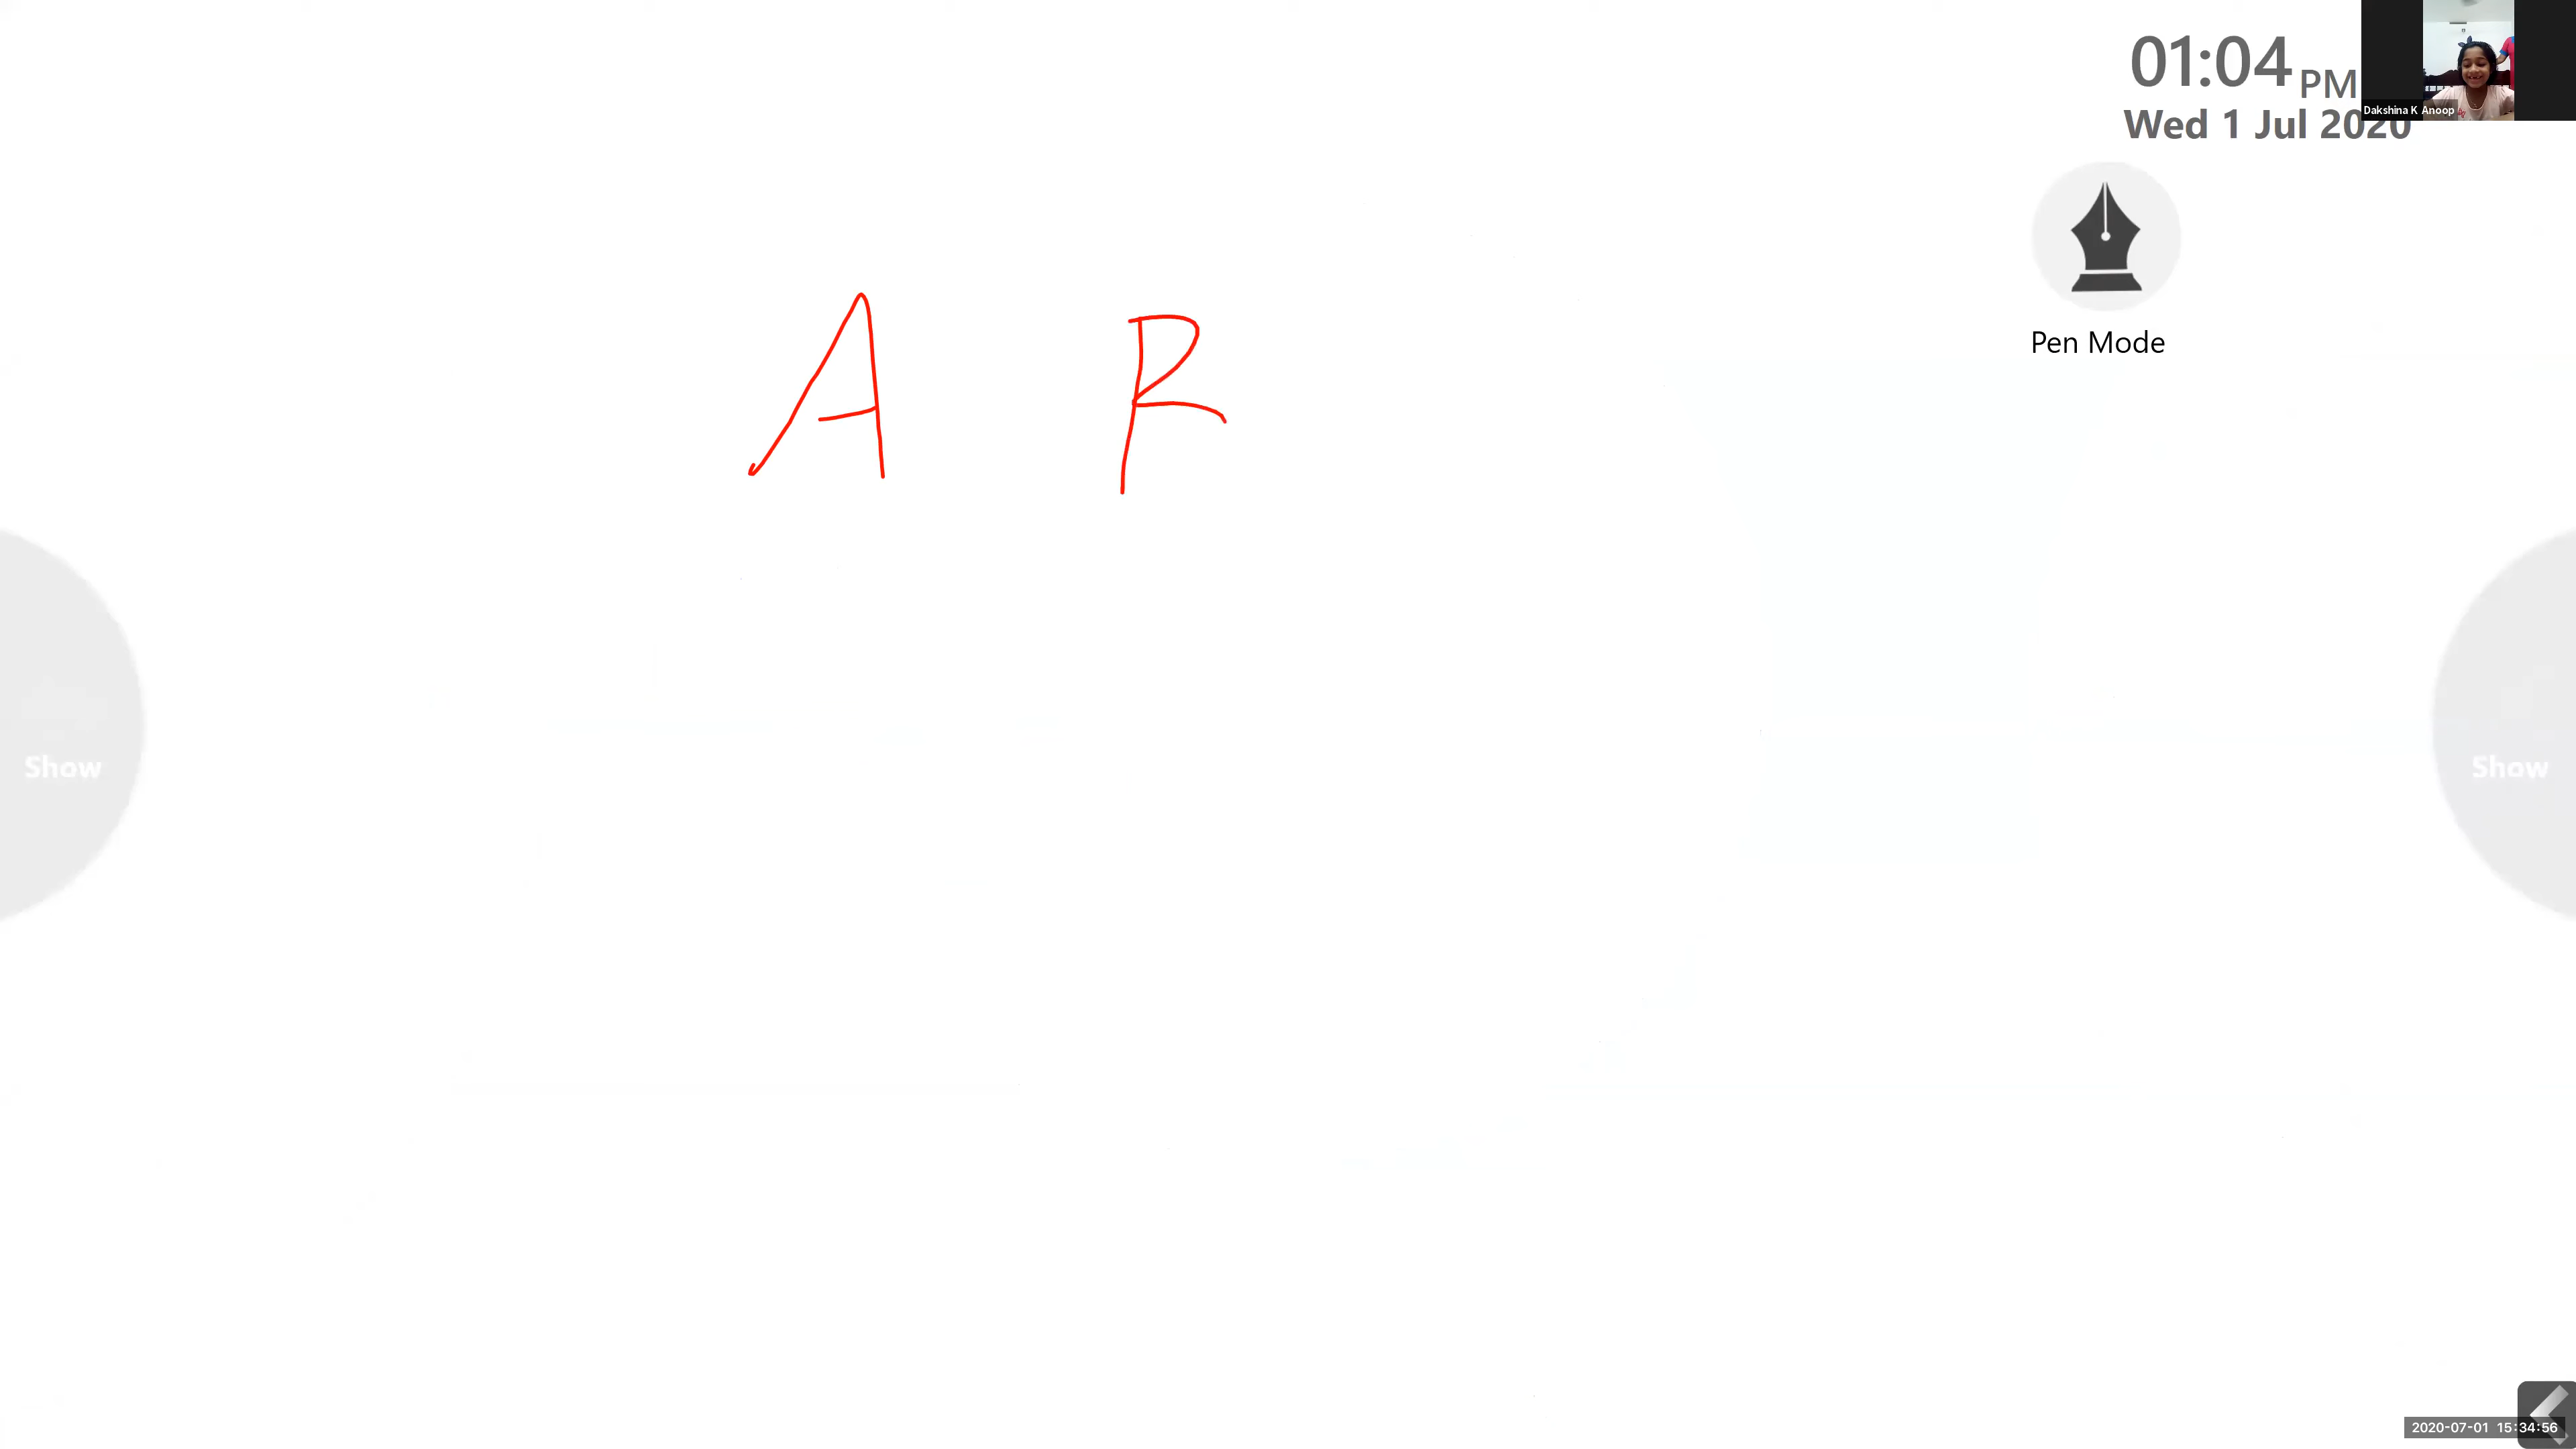 01:04 PM
Wed 1 Jul 2020
Dakshina K Anoop
Pen Mode
A R
Show
Show
2020-07-01 15:34:56